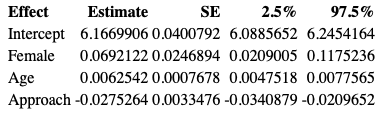 Effect Estimate SE 2.5% 97.5%
Intercept 6.1669906 0.0400792 6.0885652 6.2454164
Female 0.0692122 0.0246894 0.0209005 0.1175236
Age 0.0062542 0.0007678 0.0047518 0.0077565
Approach -0.0275264 0.0033476 -0.0340879 -0.0209652